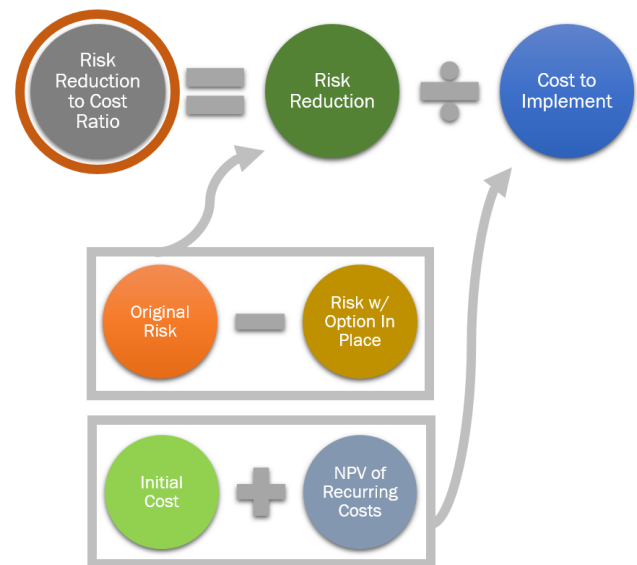 Risk
Reduction
to Cost
Ratio
Risk
Reduction
Cost to
Implement
Original
Risk
Risk w/
Option In
Place
Initial
Cost
NPV of
Recurring
Costs